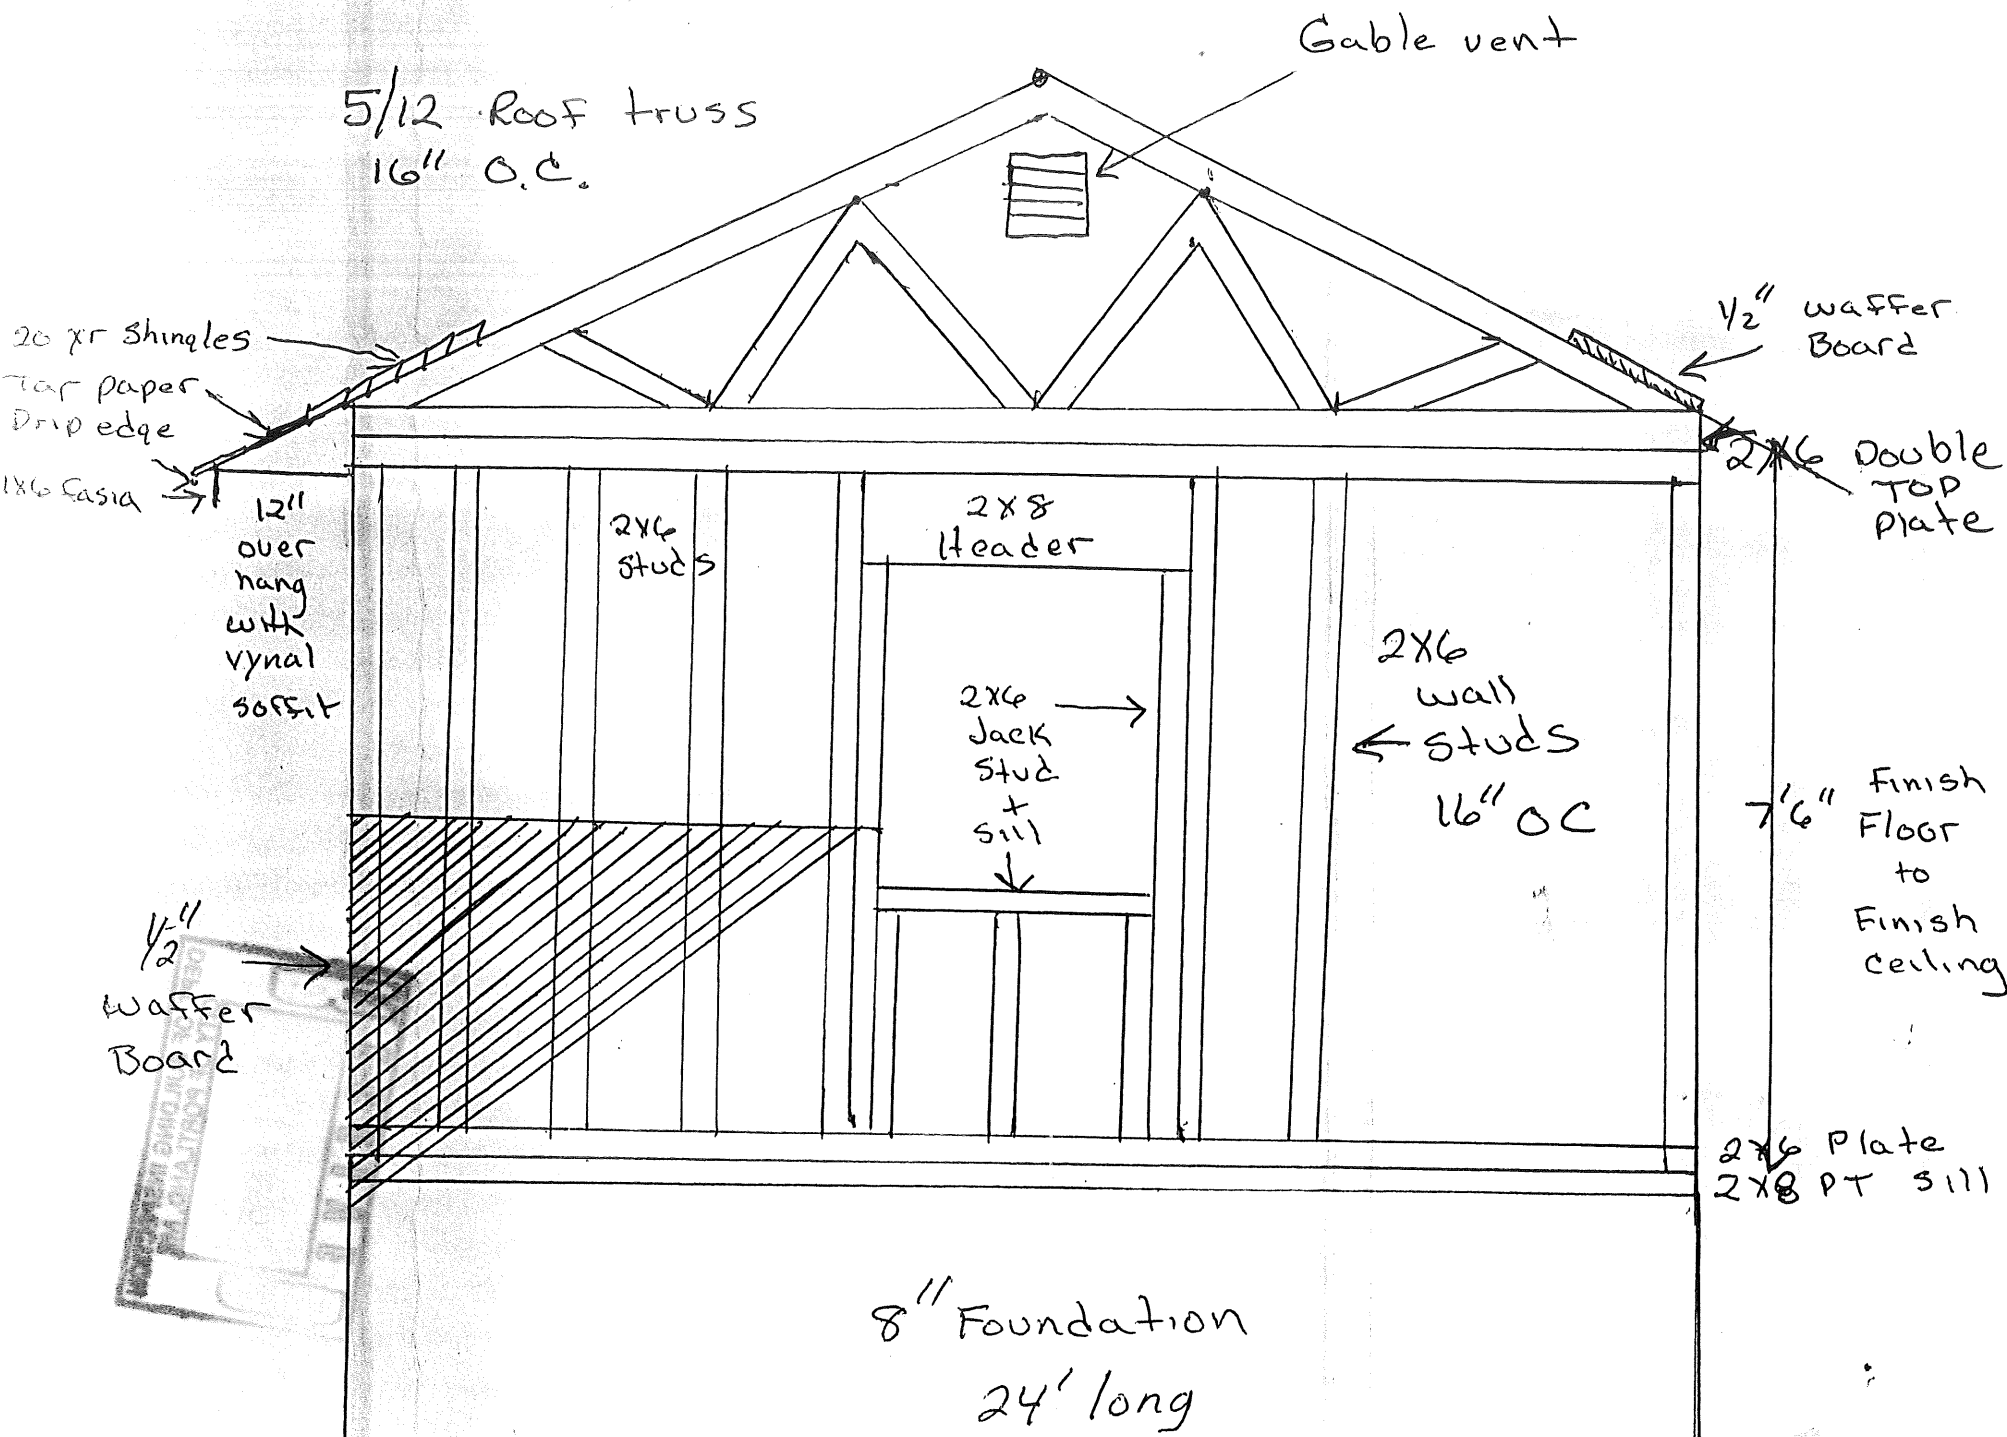 Gable vent
5/12 Roof truss
16" O.C.
20 yr Shingles
Tar paper
Drip edge
1x6 fasia
12"
over
hang
with
vynal
soffit
1/2" waffer
Board
2x6 Double
TOP
plate
2x6
studs
2x8
Header
2x6
Jack
Stud
+
Sill
2x6
wall
studs
16" OC
7'6"
Finish
Floor
to
Finish
ceiling
1/2"
waffer
Board
2x6 Plate
2x8 PT sill
8" Foundation
24' long